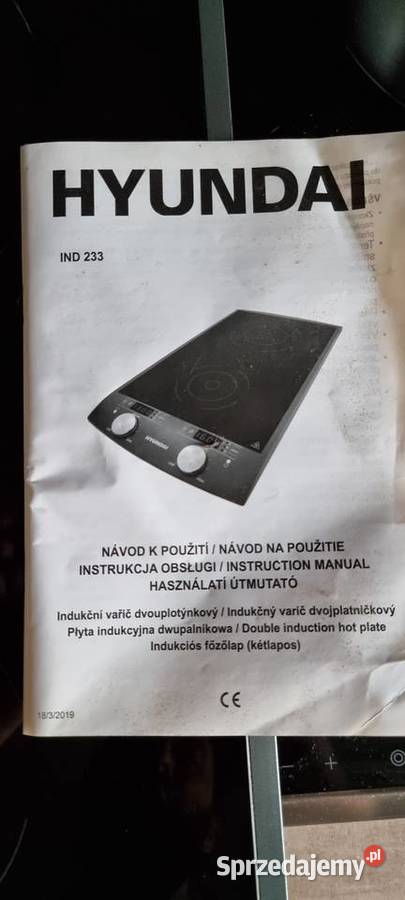 HYUNDAI
IND 233
HYUNDAI
NÁVOD K POUŽITÍ / NÁVOD NA POUŽITIE
INSTRUKCJA OBSŁUGI / INSTRUCTION MANUAL
HASZNÁLATI ÚTMUTATÓ
Indukční vařič dvouplotýnkový / Indukčný varič dvojplatničkový
Płyta indukcyjna dwupalnikowa / Double induction hot plate
Indukciós főzőlap (kétlapos)
CE
18/3/2019
Sprzedajemy.pl